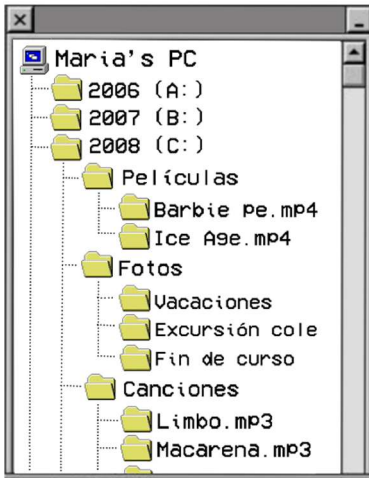 Maria's PC
2006 (A:)
2007 (B:)
2008 (C:)
Películas
Barbie pe.mp4
Ice Age.mp4
Fotos
Vacaciones
Excursión cole
Fin de curso
Canciones
Limbo.mp3
Macarena.mp3